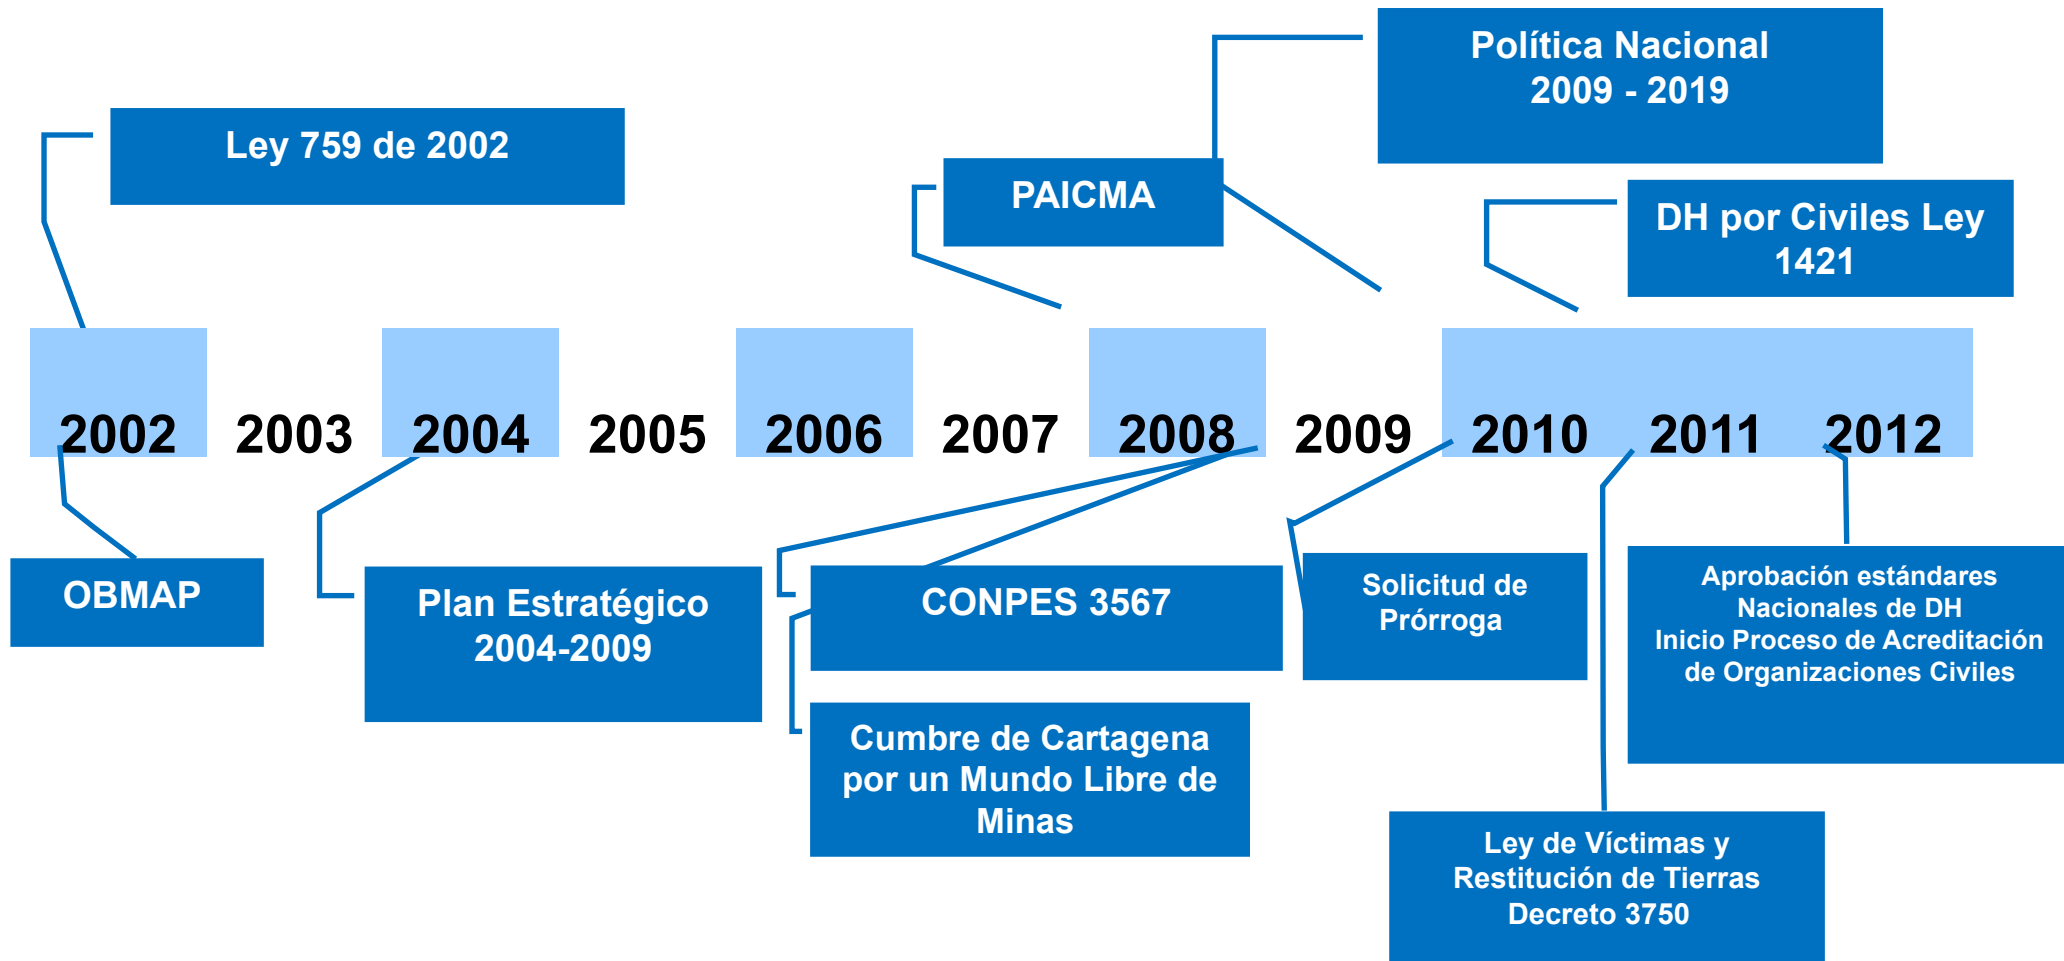 Política Nacional
2009 - 2019
Ley 759 de 2002
PAICMA
DH por Civiles Ley
1421
2002 2003 2004 2005 2006 2007 2008 2009 2010 2011 2012
OBMAP
Plan Estratégico
2004-2009
CONPES 3567
Solicitud de
Prórroga
Aprobación estándares
Nacionales de DH
Inicio Proceso de Acreditación
de Organizaciones Civiles
Cumbre de Cartagena
por un Mundo Libre de
Minas
Ley de Víctimas y
Restitución de Tierras
Decreto 3750